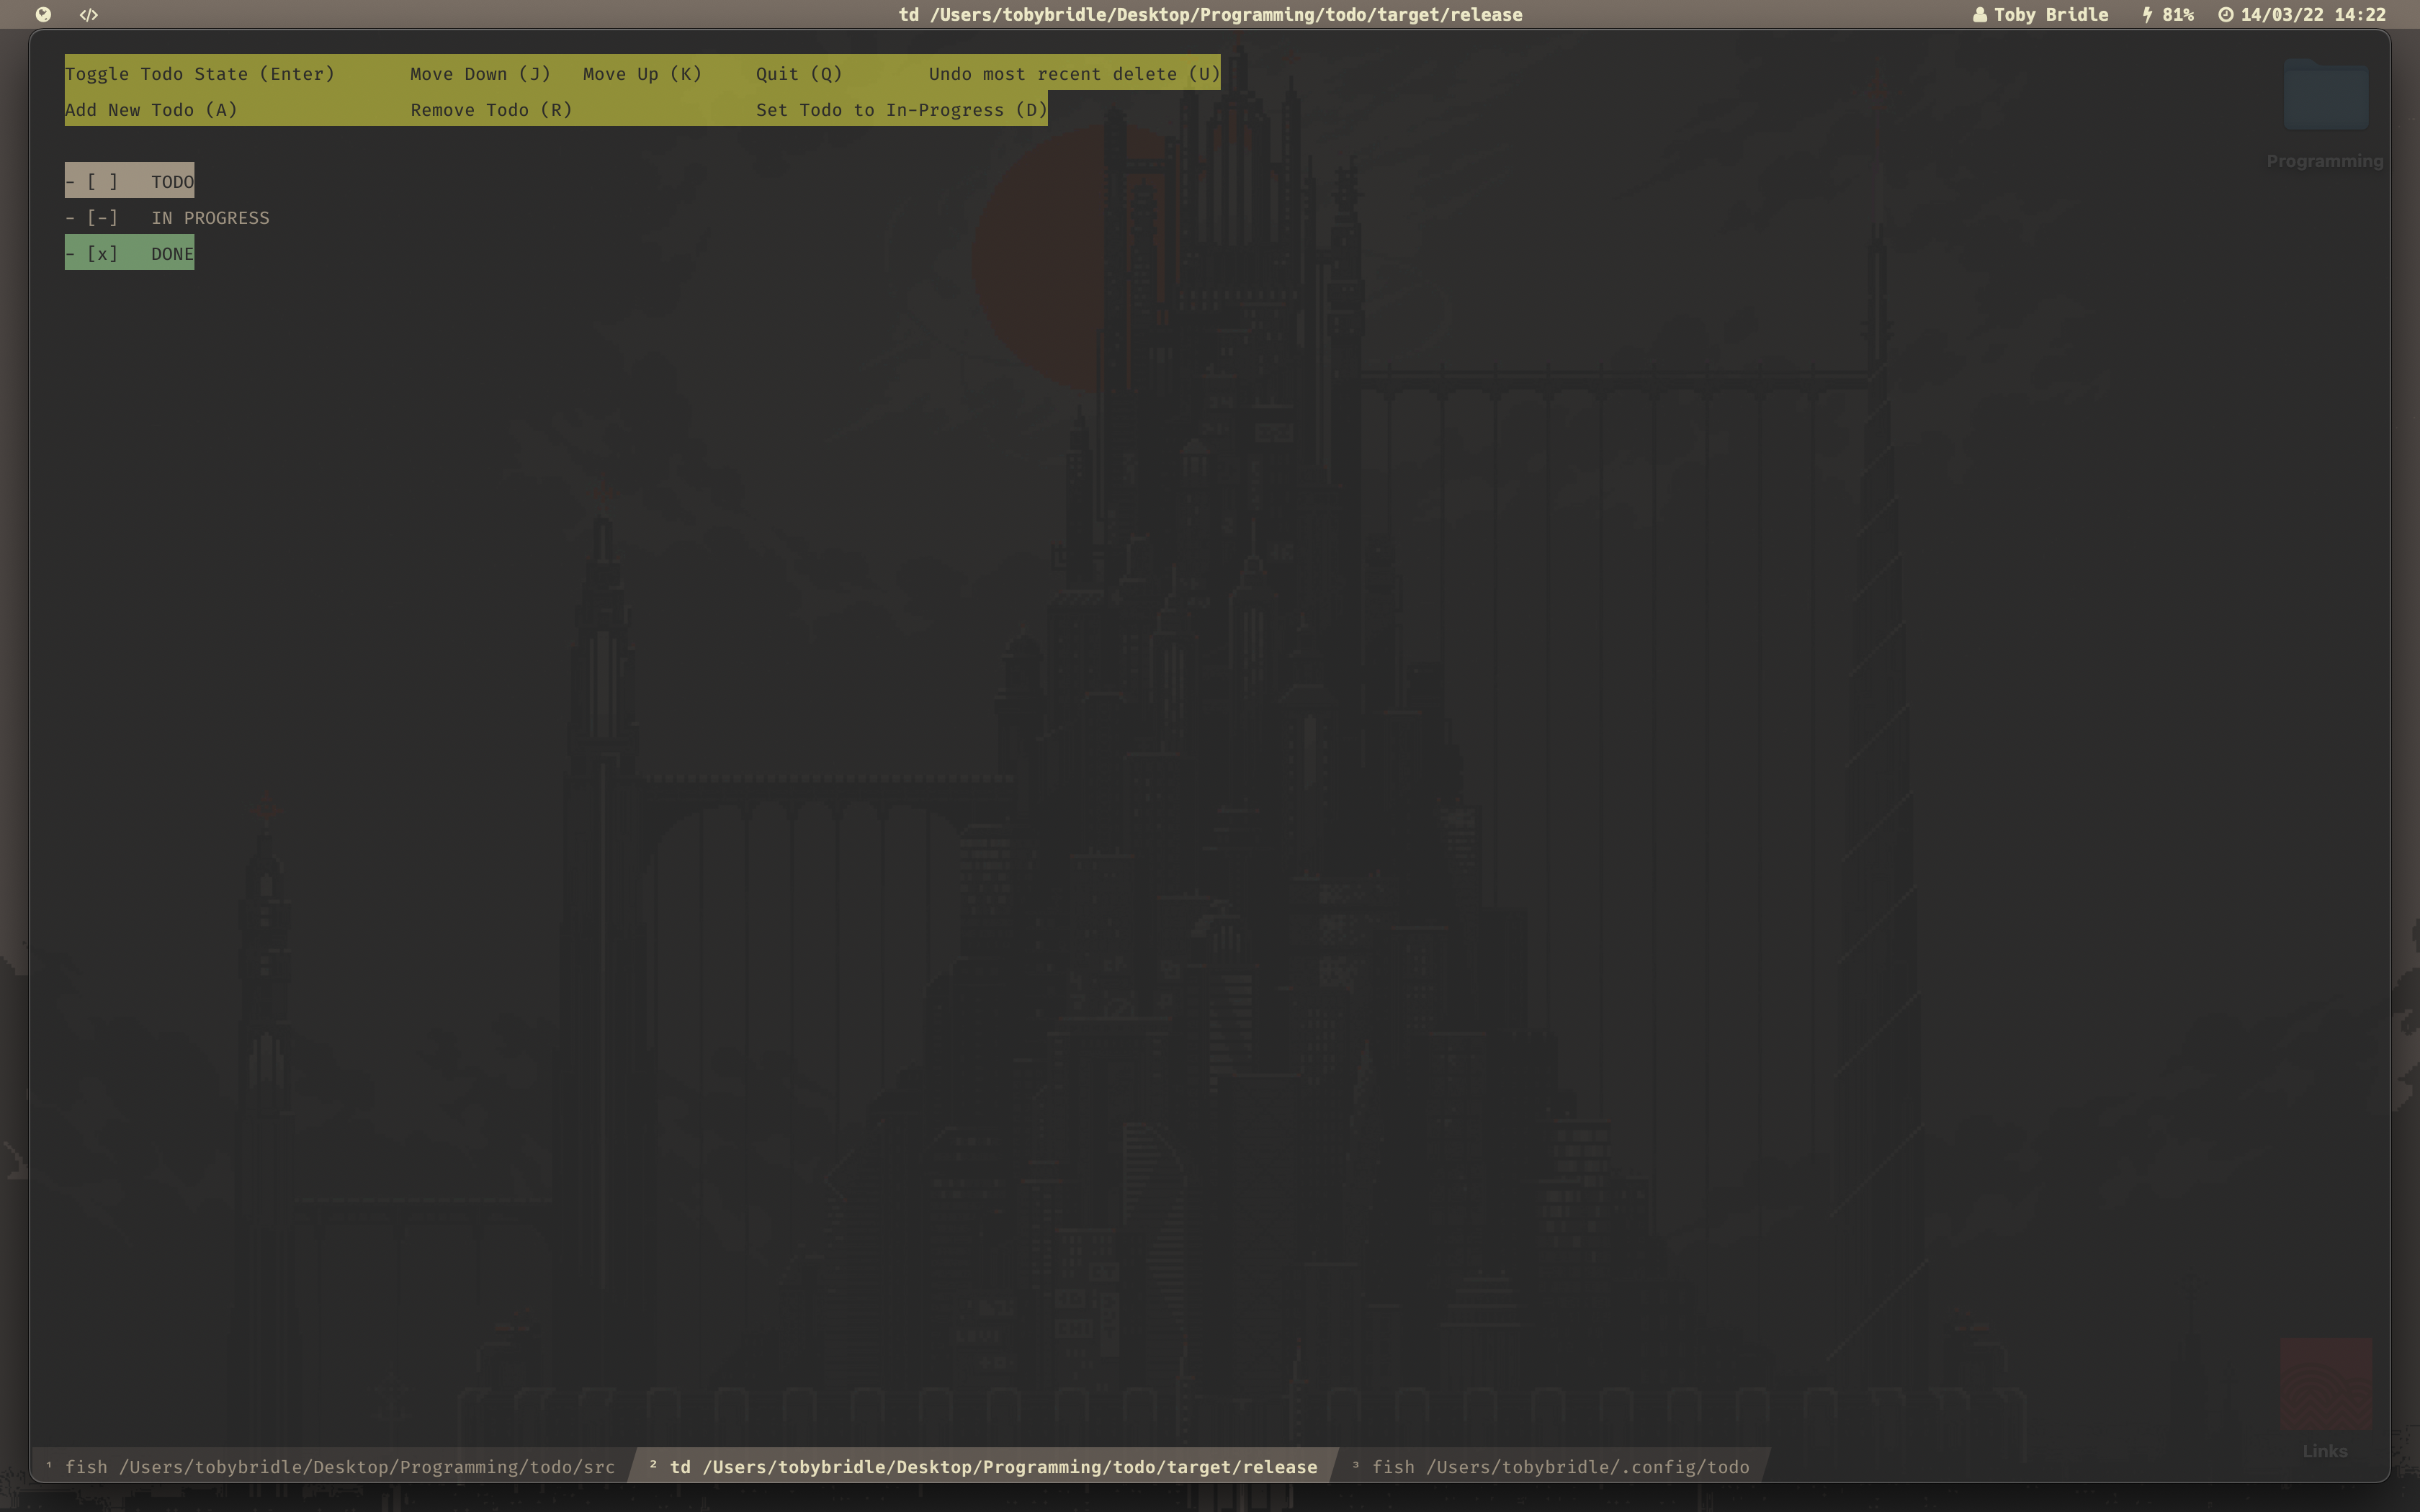 td /Users/tobybridle/Desktop/Programming/todo/target/release
Toby Bridle 81% 14/03/22 14:22
Toggle Todo State (Enter) Move Down (J) Move Up (K) Quit (Q) Undo most recent delete (U)
Add New Todo (A) Remove Todo (R) Set Todo to In-Progress (D)
Programming
- [ ] TODO
- [-] IN PROGRESS
- [x] DONE
Links
¹ fish /Users/tobybridle/Desktop/Programming/todo/src ² td /Users/tobybridle/Desktop/Programming/todo/target/release ³ fish /Users/tobybridle/.config/todo